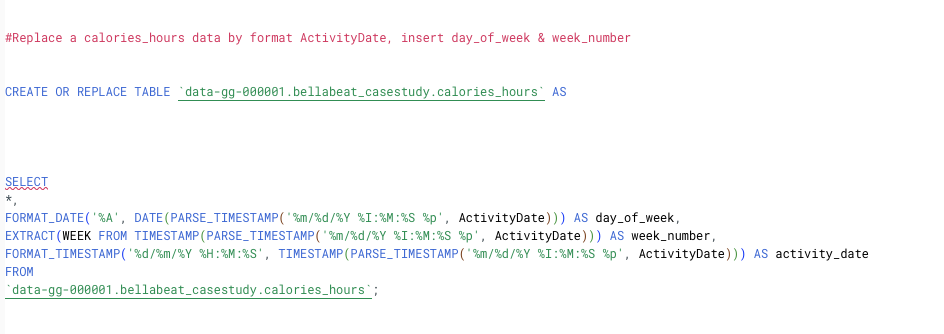 #Replace a calories_hours data by format ActivityDate, insert day_of_week & week_number
CREATE OR REPLACE TABLE `data-gg-000001.bellabeat_casestudy.calories_hours` AS
SELECT
*,
FORMAT_DATE('%A', DATE(PARSE_TIMESTAMP('%m/%d/%Y %I:%M:%S %p', ActivityDate))) AS day_of_week,
EXTRACT(WEEK FROM TIMESTAMP(PARSE_TIMESTAMP('%m/%d/%Y %I:%M:%S %p', ActivityDate))) AS week_number,
FORMAT_TIMESTAMP('%d/%m/%Y %H:%M:%S', TIMESTAMP(PARSE_TIMESTAMP('%m/%d/%Y %I:%M:%S %p', ActivityDate))) AS activity_date
FROM
`data-gg-000001.bellabeat_casestudy.calories_hours`;